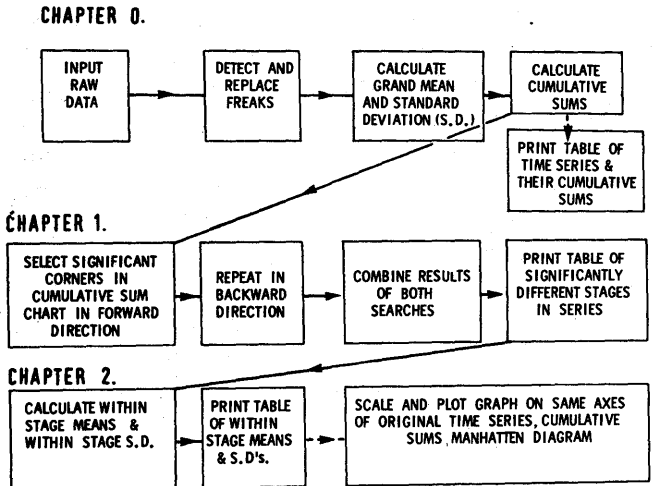 CHAPTER 0.
INPUT
RAW
DATA
DETECT AND
REPLACE
FREAKS
CALCULATE
GRAND MEAN
AND STANDARD
DEVIATION (S.D.)
CALCULATE
CUMULATIVE
SUMS
PRINT TABLE OF
TIME SERIES &
THEIR CUMULATIVE
SUMS
CHAPTER 1.
SELECT SIGNIFICANT
CORNERS IN
CUMULATIVE SUM
CHART IN FORWARD
DIRECTION
REPEAT IN
BACKWARD
DIRECTION
COMBINE RESULTS
OF BOTH
SEARCHES
PRINT TABLE OF
SIGNIFICANTLY
DIFFERENT STAGES
IN SERIES
CHAPTER 2.
CALCULATE WITHIN
STAGE MEANS &
WITHIN STAGE S.D.
PRINT TABLE
OF WITHIN
STAGE MEANS
& S.D's.
SCALE AND PLOT GRAPH ON SAME AXES
OF ORIGINAL TIME SERIES, CUMULATIVE
SUMS, MANHATTEN DIAGRAM